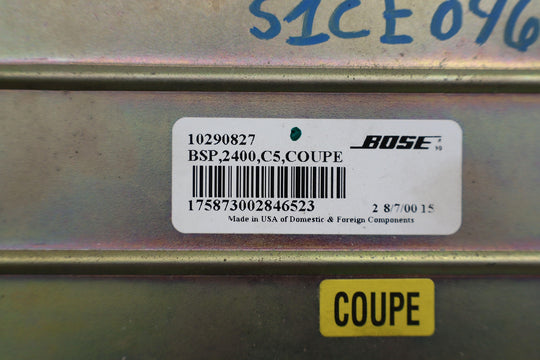 S1CE096
10290827
BOSE
BSP,2400,C5,COUPE
175873002846523
2 8/7/00 15
Made in USA of Domestic & Foreign Components
COUPE